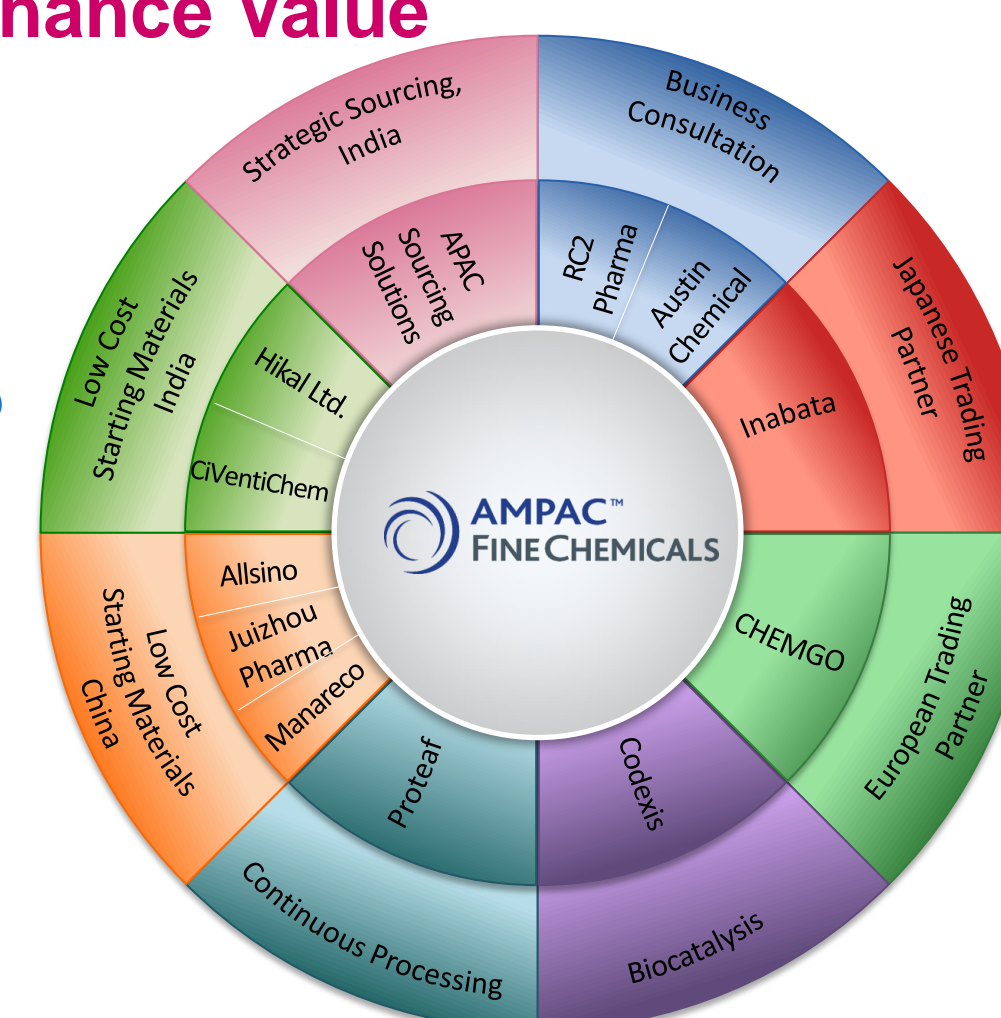 nance Value
Strategic Sourcing,
India
Business
Consultation
Japanese Trading
Partner
European Trading
Partner
Biocatalysis
Continuous Processing
Low Cost
Starting Materials
China
Low Cost
Starting Materials
India
APAC
Sourcing
Solutions
RC2
Pharma
Austin
Chemical
Inabata
CHEMGO
Codexis
Proteaf
Manareco
Juizhou
Pharma
Allsino
CiVentiChem
Hikal Ltd.
AMPAC™
FINE CHEMICALS